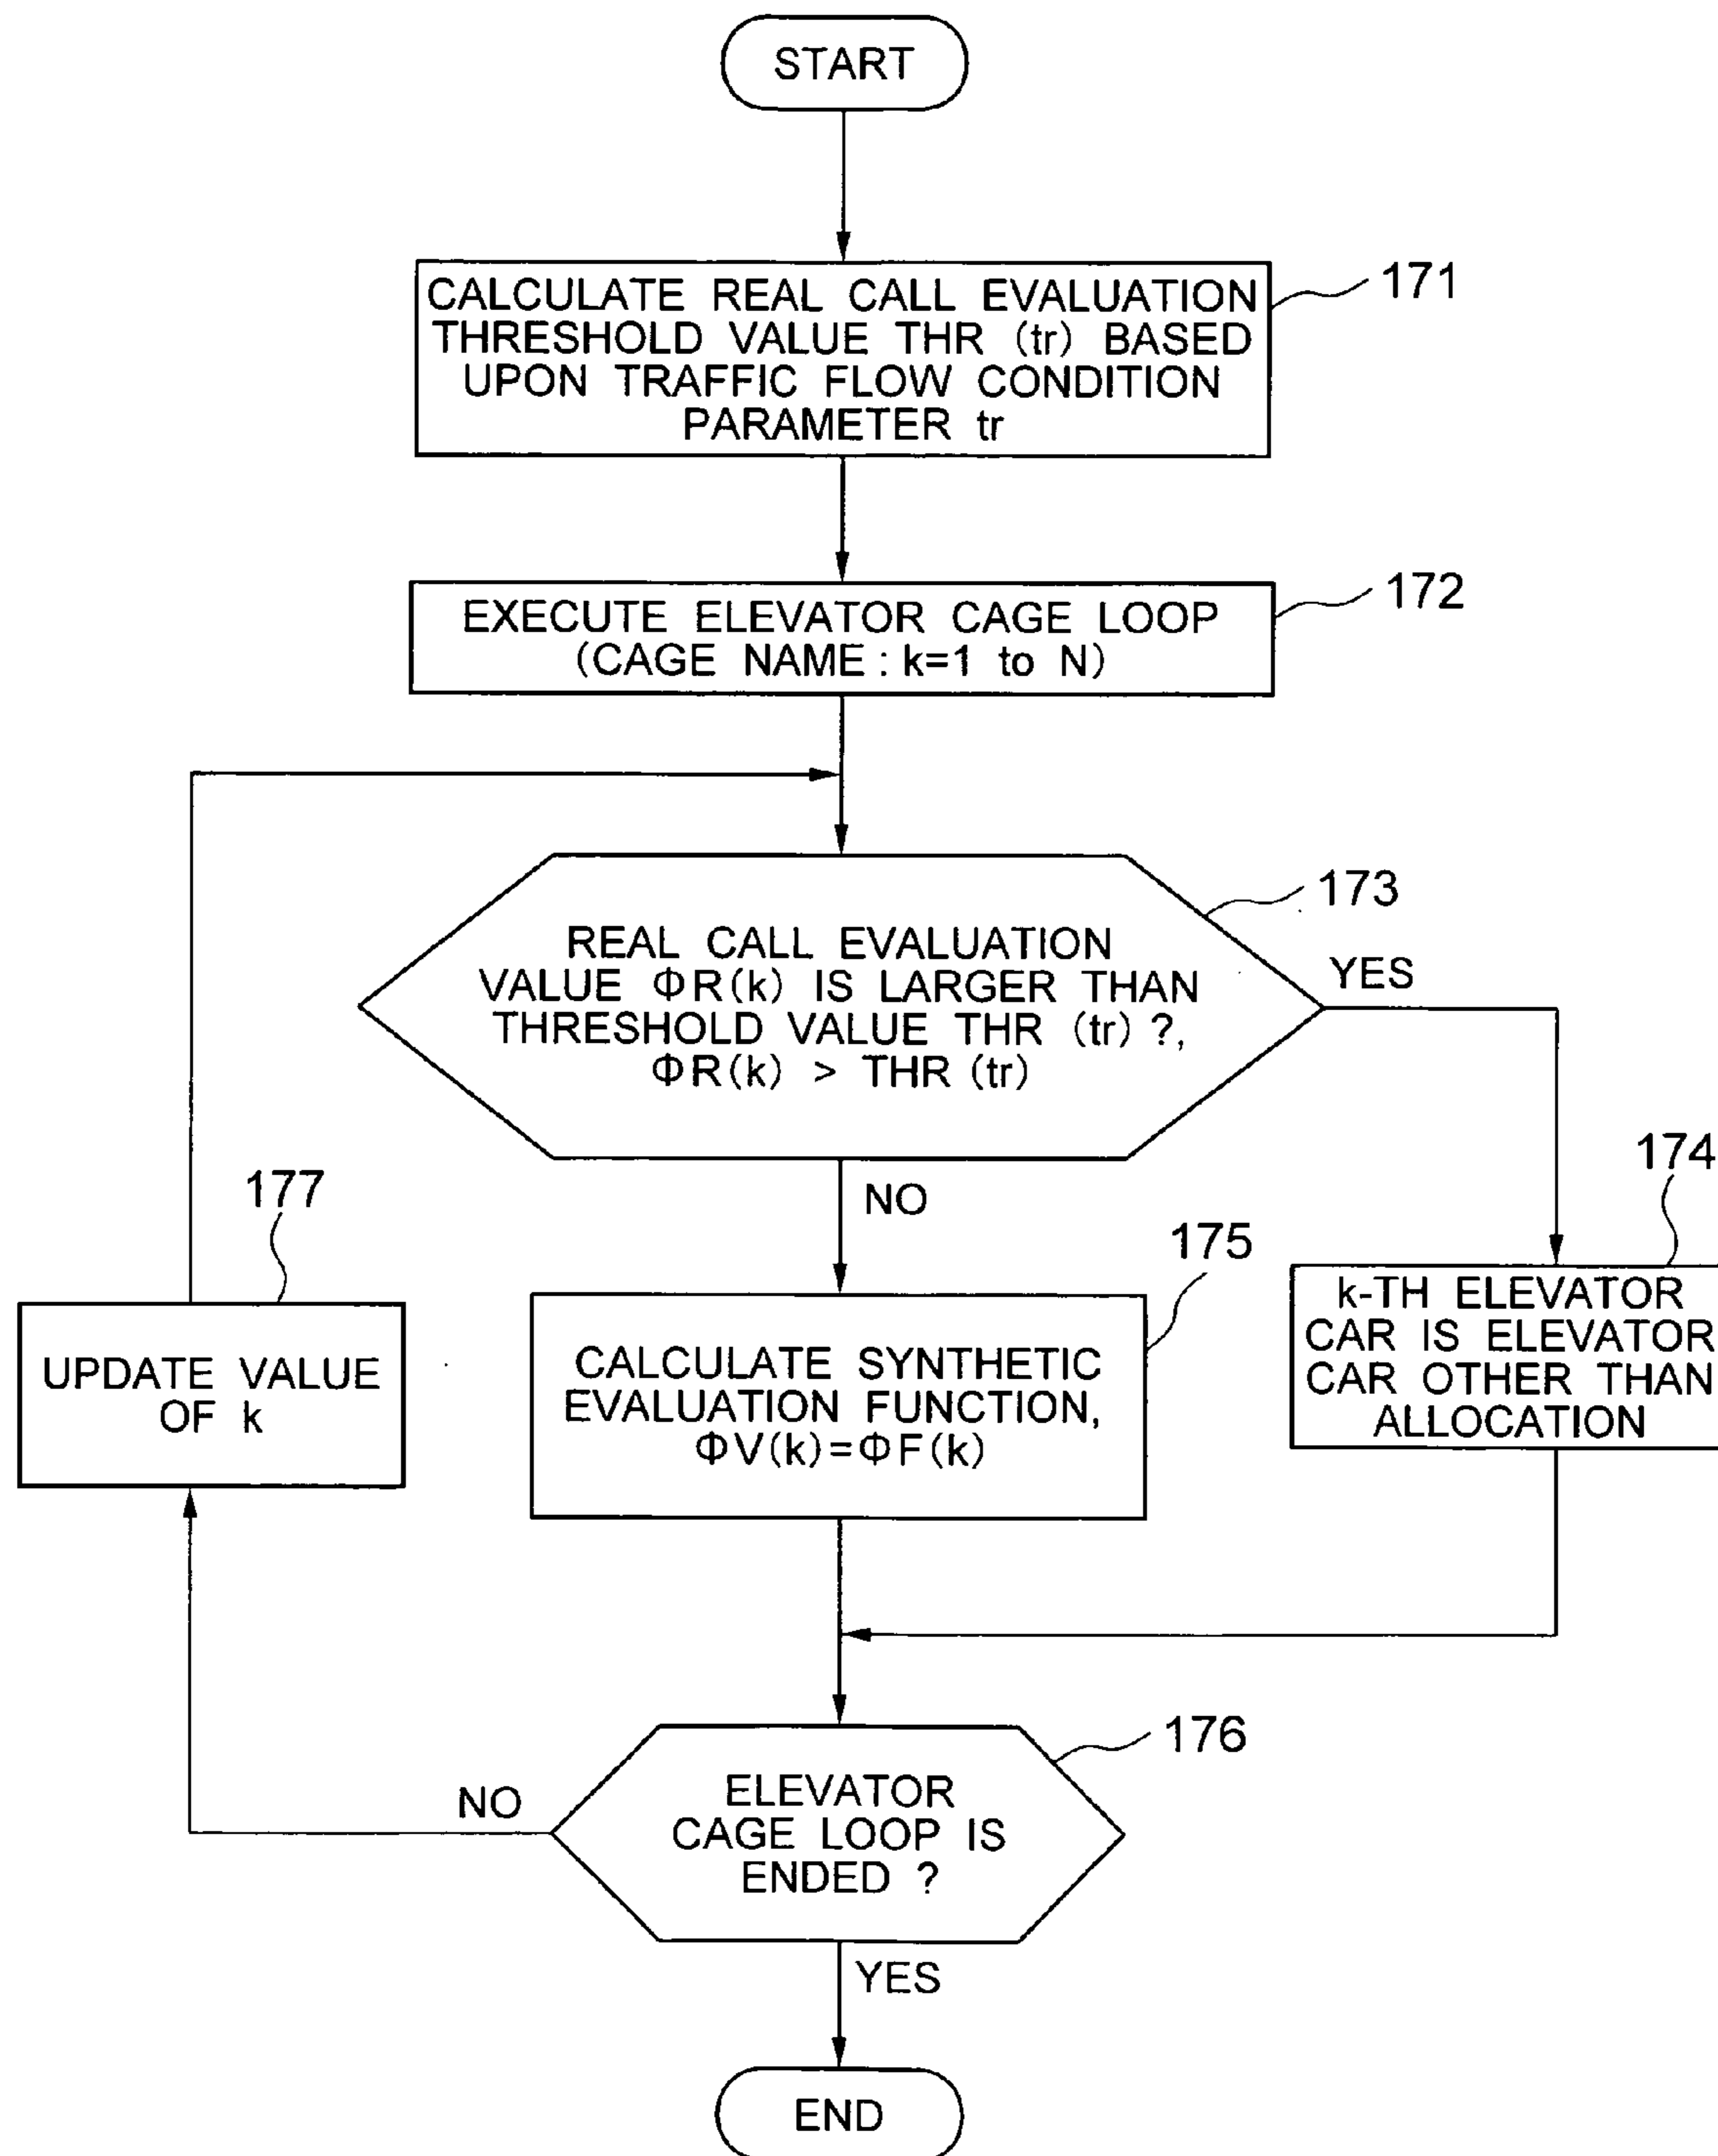 START
CALCULATE REAL CALL EVALUATION
THRESHOLD VALUE THR (tr) BASED
UPON TRAFFIC FLOW CONDITION
PARAMETER tr
171
EXECUTE ELEVATOR CAGE LOOP
(CAGE NAME : k=1 to N)
172
173
REAL CALL EVALUATION
VALUE ΦR(k) IS LARGER THAN
THRESHOLD VALUE THR (tr) ?,
ΦR(k) > THR (tr)
YES
NO
174
k-TH ELEVATOR
CAR IS ELEVATOR
CAR OTHER THAN
ALLOCATION
175
CALCULATE SYNTHETIC
EVALUATION FUNCTION,
ΦV(k)=ΦF(k)
177
UPDATE VALUE
OF k
176
ELEVATOR
CAGE LOOP IS
ENDED ?
NO
YES
END